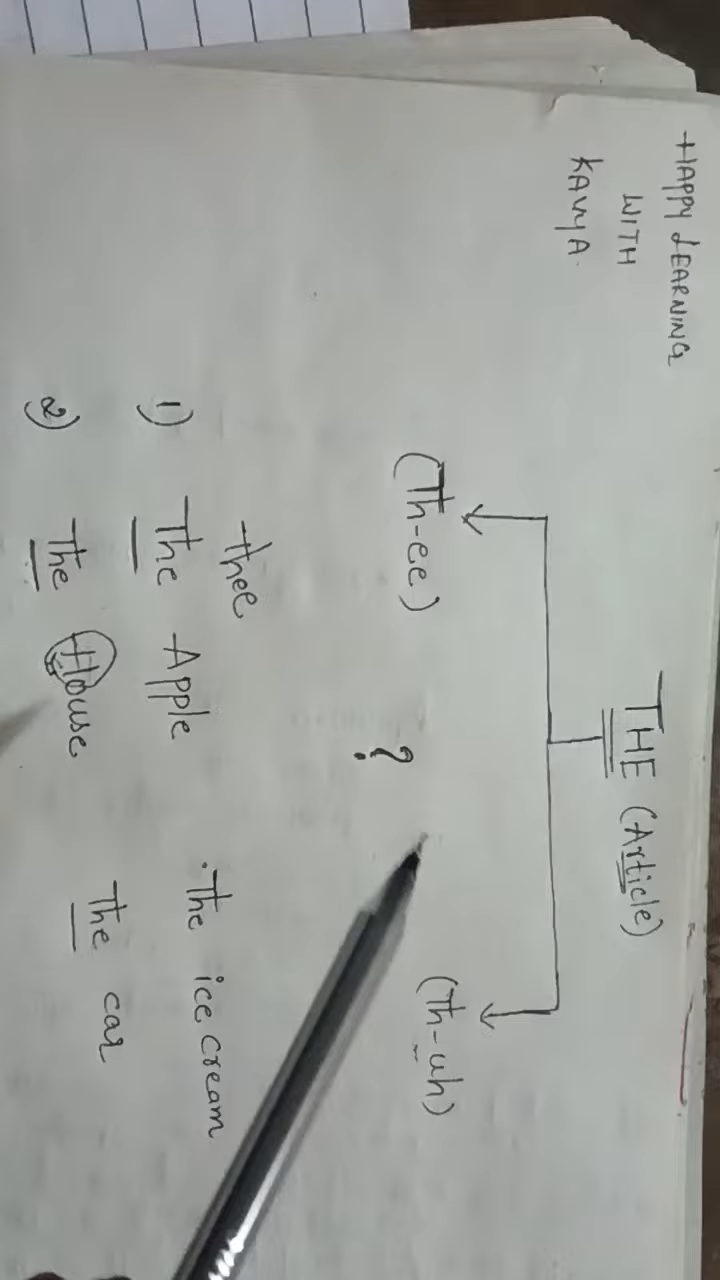 HAPPY LEARNING
WITH
KAVYA.
THE (Article)
(Th-ee)
(Th-uh)
?
thee
1) The Apple
The ice cream
2) The House
The car